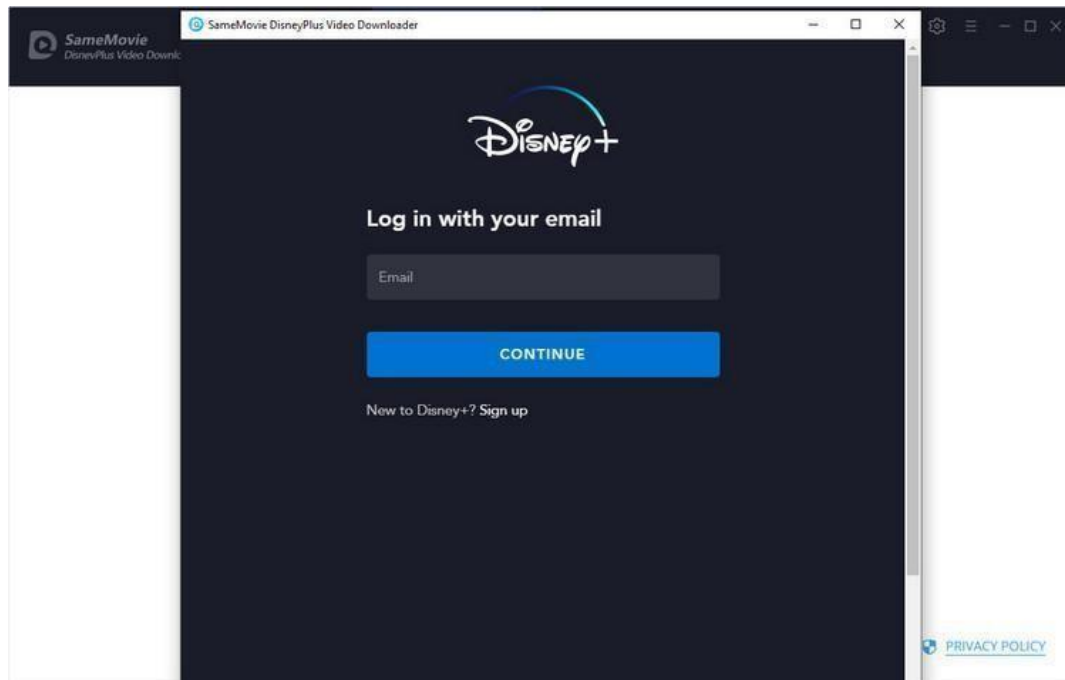 SameMovie DisneyPlus Video Downloader
SameMovie
DisneyPlus Video Downlo
Disney+
Log in with your email
Email
CONTINUE
New to Disney+? Sign up
PRIVACY POLICY